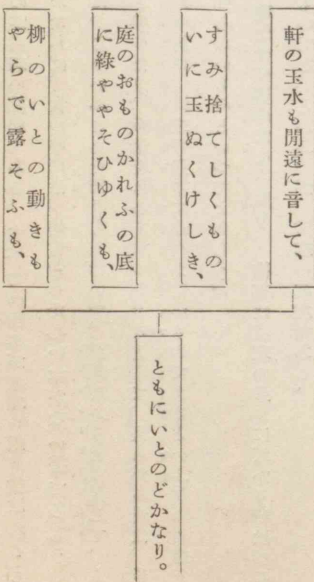 軒の玉水も閒遠に音して、
すみ捨てしくものの
いに玉ぬくけしき、
庭のおものかれふの底
に綠ややそひゆくも、
柳のいとの動きも
やらで露そふも、
ともにいとのどかなり。